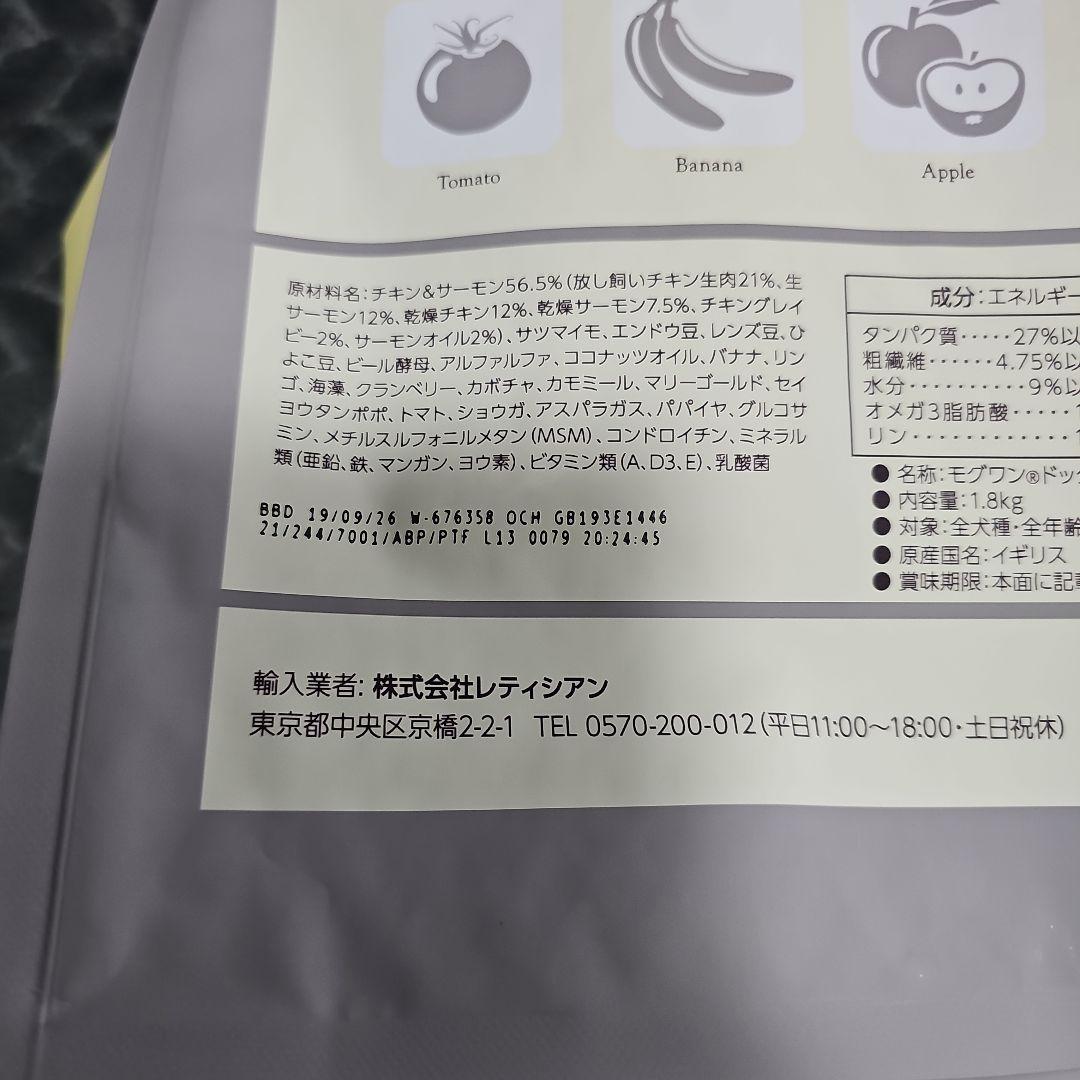 Tomato
Banana
Apple
原材料名：チキン&サーモン56.5%（放し飼いチキン生肉21%、生
サーモン12%、乾燥チキン12%、乾燥サーモン7.5%、チキングレイ
ビー2%、サーモンオイル2%）、サツマイモ、エンドウ豆、レンズ豆、ひ
よこ豆、ビール酵母、アルファルファ、ココナッツオイル、バナナ、リン
ゴ、海藻、クランベリー、カボチャ、カモミール、マリーゴールド、セイ
ヨウタンポポ、トマト、ショウガ、アスパラガス、パパイヤ、グルコサ
ミン、メチルスルフォニルメタン（MSM）、コンドロイチン、ミネラル
類（亜鉛、鉄、マンガン、ヨウ素）、ビタミン類（A、D3、E）、乳酸菌
BBD 19/09/26 W-676358 OCH GB193E1446
21/244/7001/ABP/PTF L13 0079 20:24:45
成分：エネルギー
タンパク質·····27%以
粗繊維······4.75%以
水分··········9%以
オメガ3脂肪酸·····1
リン············1
● 名称：モグワン®ドッグ
● 内容量：1.8kg
● 対象：全犬種・全年齢
● 原産国名：イギリス
● 賞味期限：本面に記載
輸入業者: 株式会社レティシアン
東京都中央区京橋2-2-1 TEL 0570-200-012（平日11:00〜18:00・土日祝休）